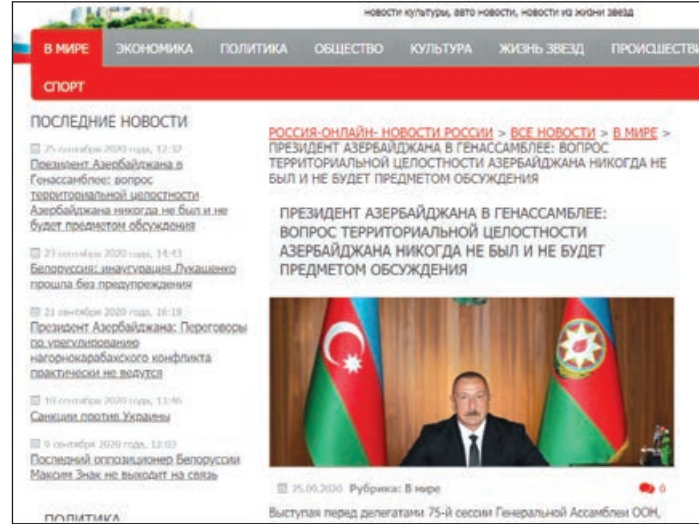 новости культуры, авто новости, новости из жизни звезд
В МИРЕ ЭКОНОМИКА ПОЛИТИКА ОБЩЕСТВО КУЛЬТУРА ЖИЗНЬ ЗВЕЗД ПРОИСШЕСТВИ
СПОРТ
ПОСЛЕДНИЕ НОВОСТИ
25 сентября 2020 года, 12:32
Президент Азербайджана в
Генассамблее: вопрос
территориальной целостности
Азербайджана никогда не был и не
будет предметом обсуждения
23 сентября 2020 года, 14:43
Белоруссия: инаугурация Лукашенко
прошла без предупреждения
21 сентября 2020 года, 16:18
Президент Азербайджана: Переговоры
по урегулированию
нагорнокарабахского конфликта
практически не ведутся
10 сентября 2020 года, 13:46
Санкции против Украины
9 сентября 2020 года, 12:03
Последний оппозиционер Белоруссии
Максим Знак не выходит на связь
ПОЛИТИКА
РОССИЯ-ОНЛАЙН- НОВОСТИ РОССИИ > ВСЕ НОВОСТИ > В МИРЕ >
ПРЕЗИДЕНТ АЗЕРБАЙДЖАНА В ГЕНАССАМБЛЕЕ: ВОПРОС
ТЕРРИТОРИАЛЬНОЙ ЦЕЛОСТНОСТИ АЗЕРБАЙДЖАНА НИКОГДА НЕ
БЫЛ И НЕ БУДЕТ ПРЕДМЕТОМ ОБСУЖДЕНИЯ
ПРЕЗИДЕНТ АЗЕРБАЙДЖАНА В ГЕНАССАМБЛЕЕ:
ВОПРОС ТЕРРИТОРИАЛЬНОЙ ЦЕЛОСТНОСТИ
АЗЕРБАЙДЖАНА НИКОГДА НЕ БЫЛ И НЕ БУДЕТ
ПРЕДМЕТОМ ОБСУЖДЕНИЯ
25.09.2020 Рубрика: В мире 0
Выступая перед делегатами 75-й сессии Генеральной Ассамблеи ООН,